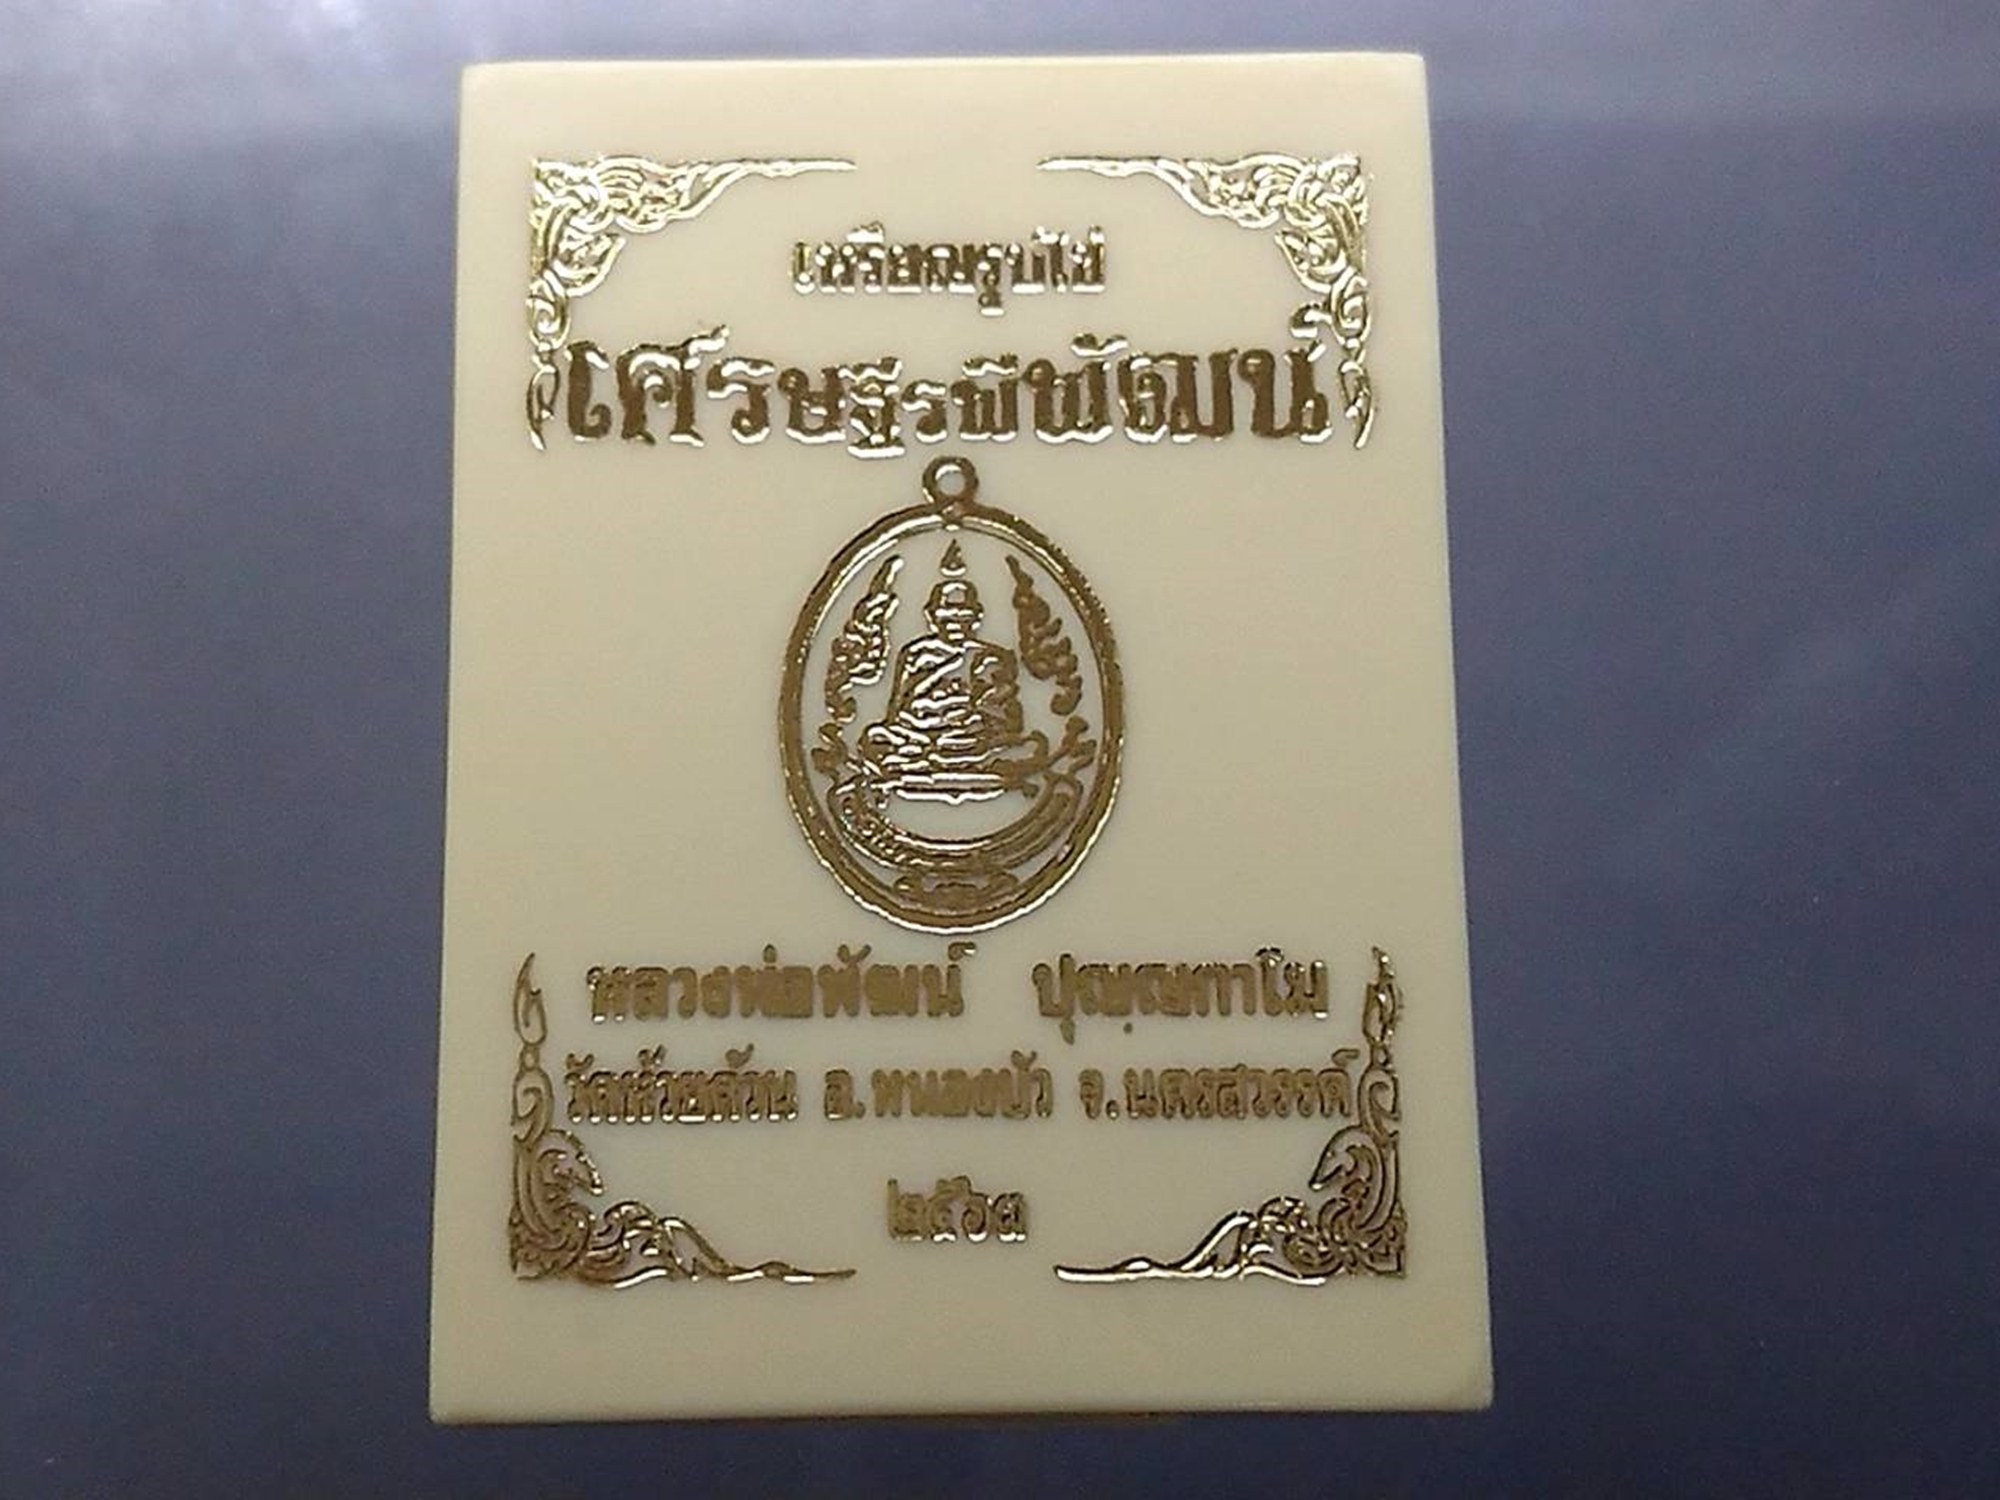 เหรียญรูปไข่
เศรษฐีรพีพัฒน์
หลวงพ่อพัฒน์ ปุญฺญกาโม
วัดห้วยด้วน อ.หนองบัว จ.นครสวรรค์
๒๕๖๓